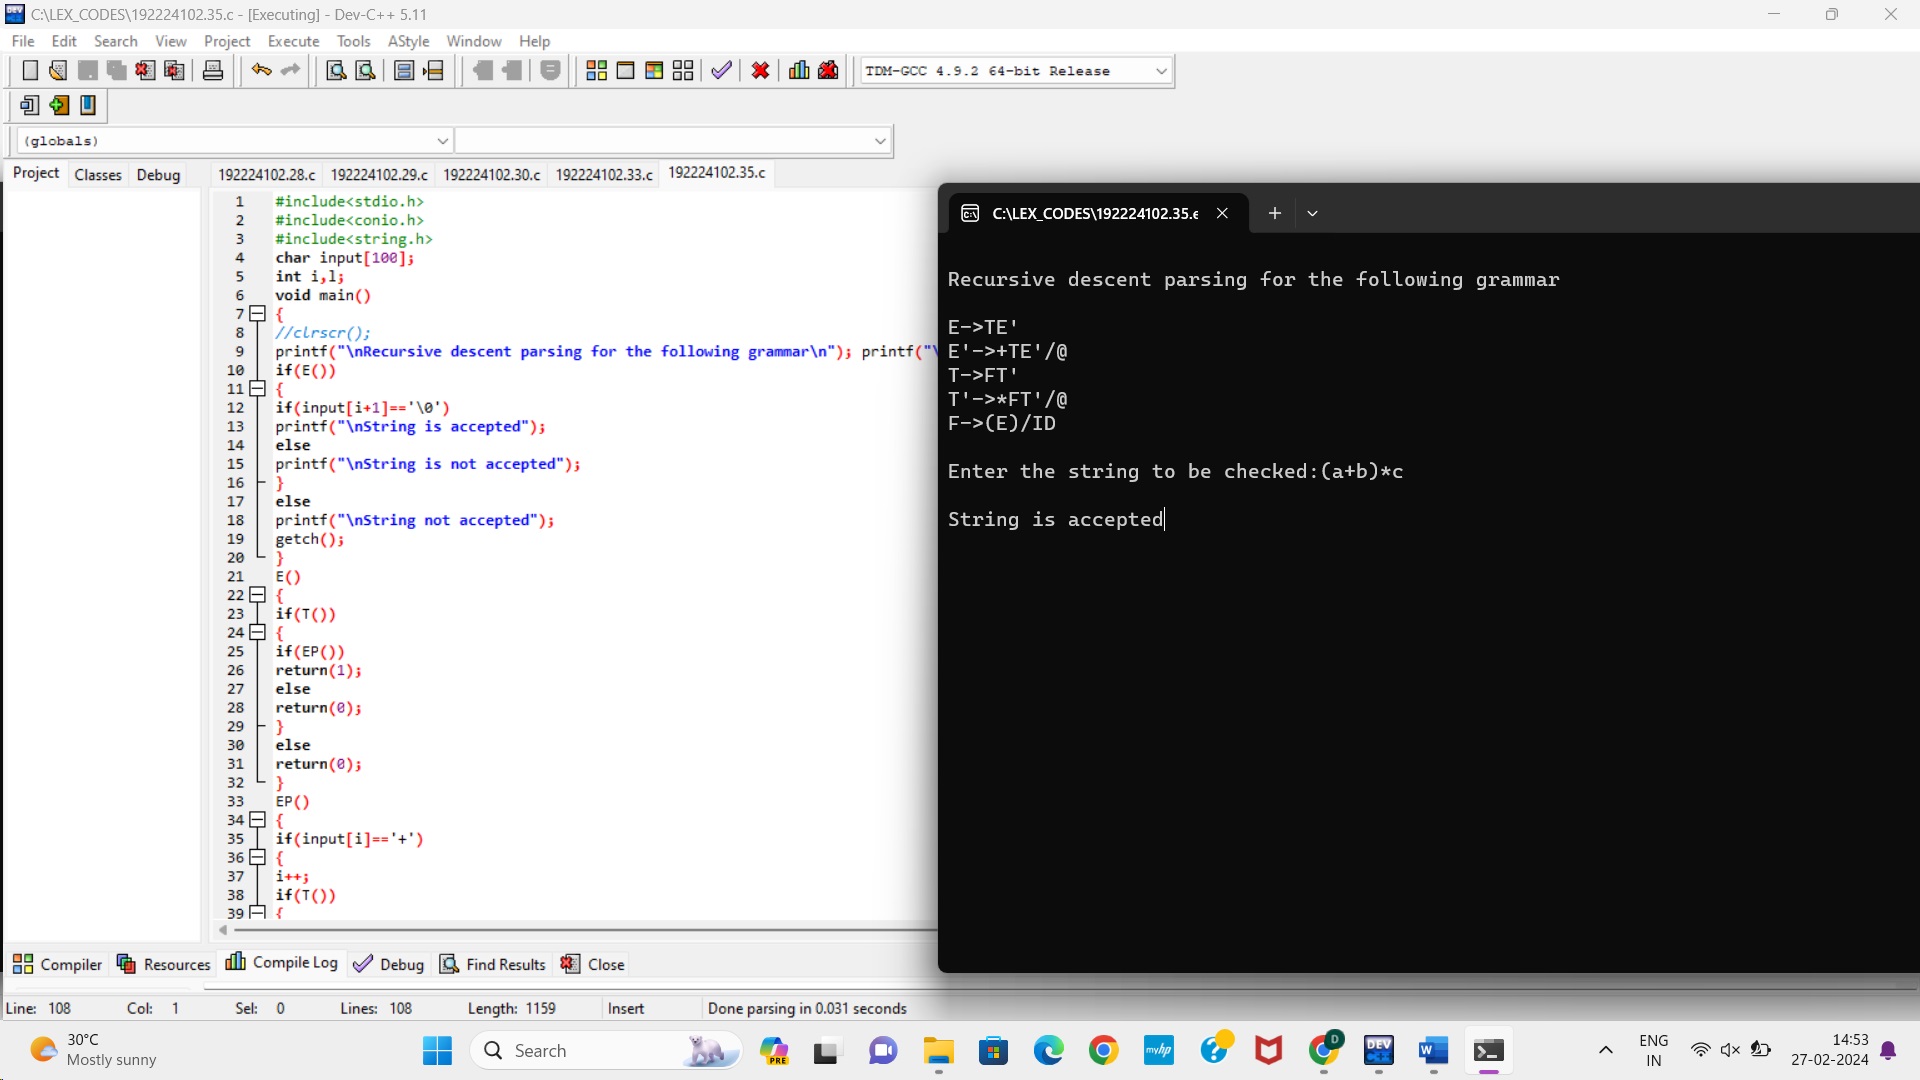 C:\LEX_CODES\192224102.35.c - [Executing] - Dev-C++ 5.11
File Edit Search View Project Execute Tools AStyle Window Help
TDM-GCC 4.9.2 64-bit Release
(globals)
Project Classes Debug
192224102.28.c 192224102.29.c 192224102.30.c 192224102.33.c 192224102.35.c
1 #include<stdio.h>
2 #include<conio.h>
3 #include<string.h>
4 char input[100];
5 int i,l;
6 void main()
7 {
8 //clrscr();
9 printf("\nRecursive descent parsing for the following grammar\n"); printf("\
10 if(E())
11 {
12 if(input[i+1]=='\0')
13 printf("\nString is accepted");
14 else
15 printf("\nString is not accepted");
16 }
17 else
18 printf("\nString not accepted");
19 getch();
20 }
21 E()
22 {
23 if(T())
24 {
25 if(EP())
26 return(1);
27 else
28 return(0);
29 }
30 else
31 return(0);
32 }
33 EP()
34 {
35 if(input[i]=='+')
36 {
37 i++;
38 if(T())
39 {
C:\LEX_CODES\192224102.35.e
Recursive descent parsing for the following grammar
E->TE'
E'->+TE'/@
T->FT'
T'->*FT'/@
F->(E)/ID
Enter the string to be checked:(a+b)*c
String is accepted
Compiler Resources Compile Log Debug Find Results Close
Line: 108 Col: 1 Sel: 0 Lines: 108 Length: 1159 Insert Done parsing in 0.031 seconds
30°C
Mostly sunny
Search
PRE
myhp
D
DEV
W
ENG
IN
14:53
27-02-2024